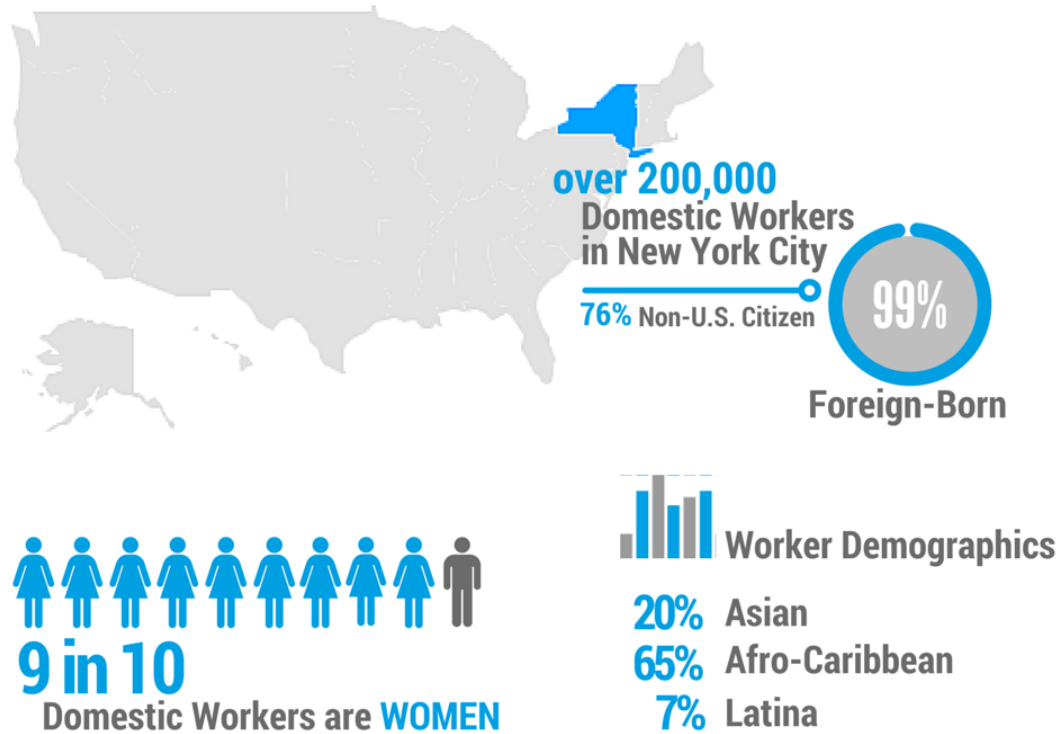 over 200,000
Domestic Workers
in New York City
76% Non-U.S. Citizen
99%
Foreign-Born
9 in 10
Domestic Workers are WOMEN
Worker Demographics
20% Asian
65% Afro-Caribbean
7% Latina